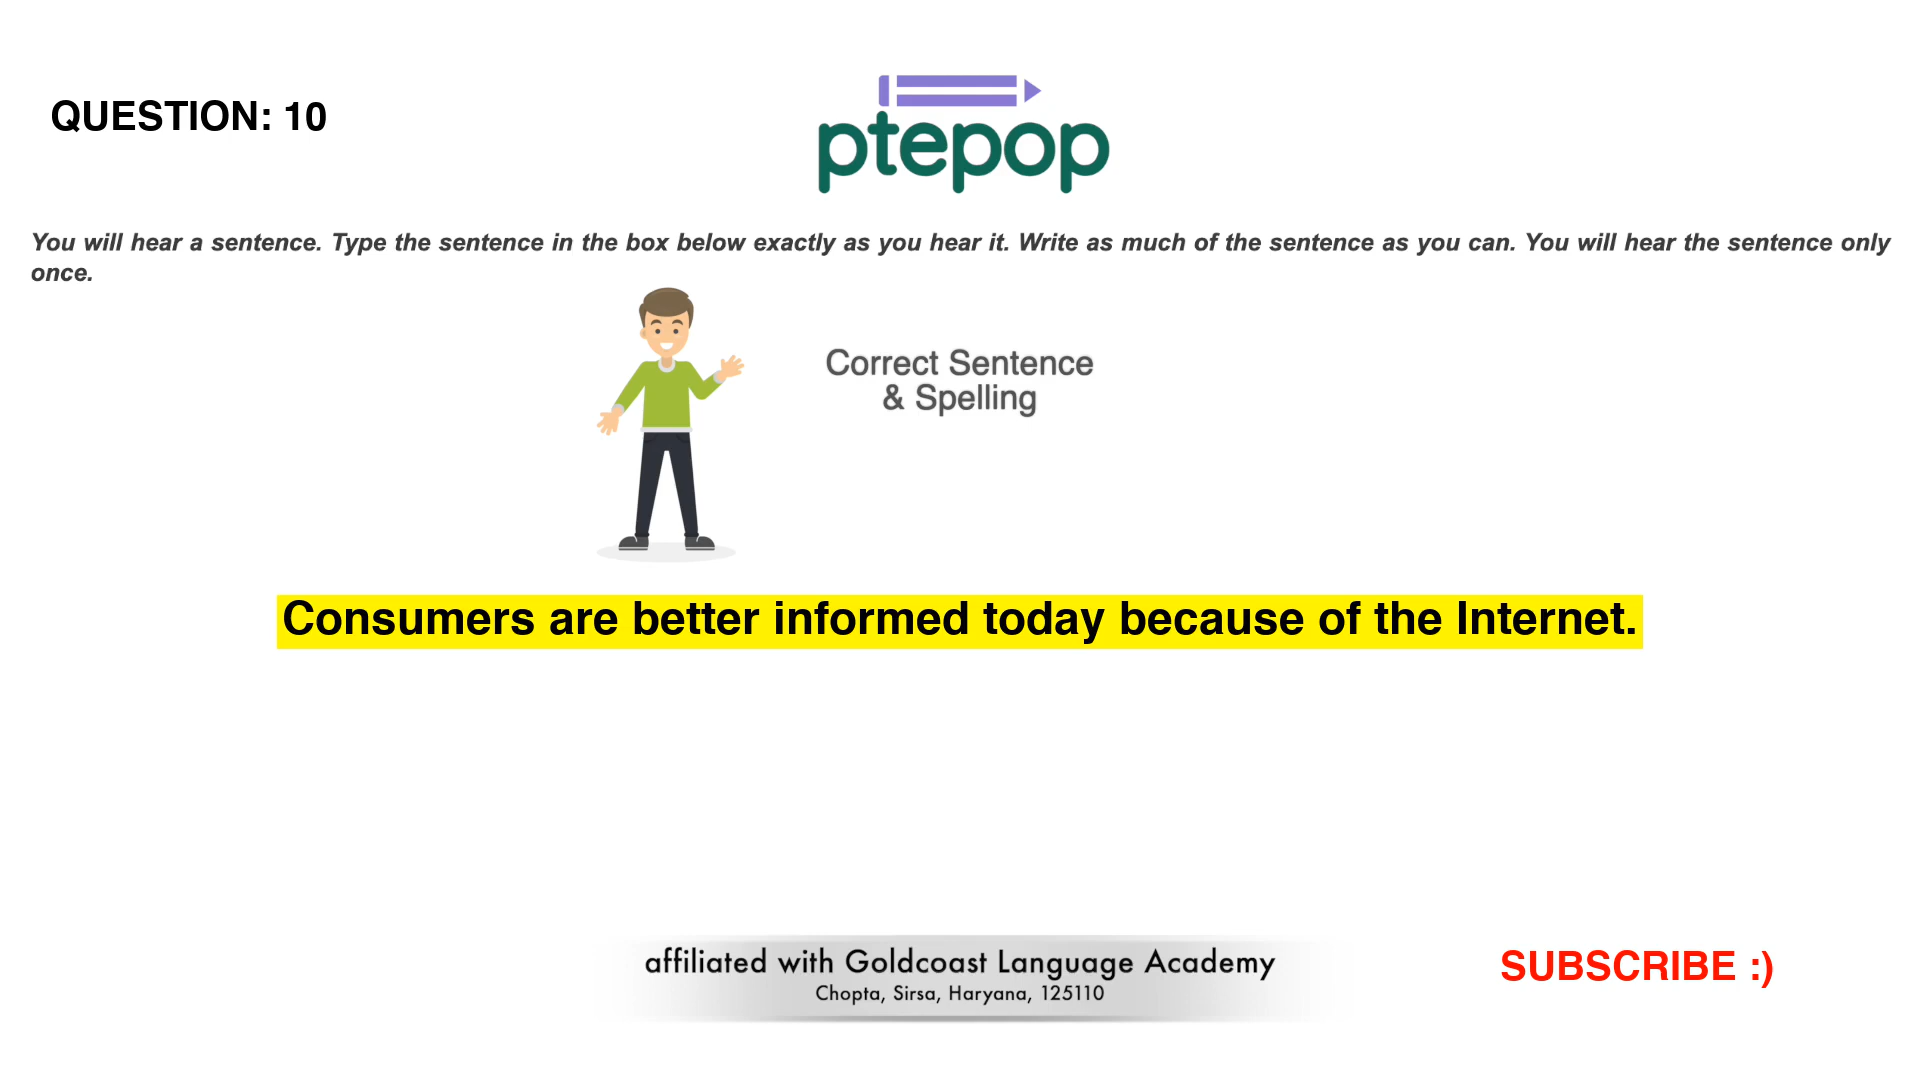 QUESTION: 10
ptepop
You will hear a sentence. Type the sentence in the box below exactly as you hear it. Write as much of the sentence as you can. You will hear the sentence only
once.
Correct Sentence
& Spelling
Consumers are better informed today because of the Internet.
affiliated with Goldcoast Language Academy
Chopta, Sirsa, Haryana, 125110
SUBSCRIBE :)